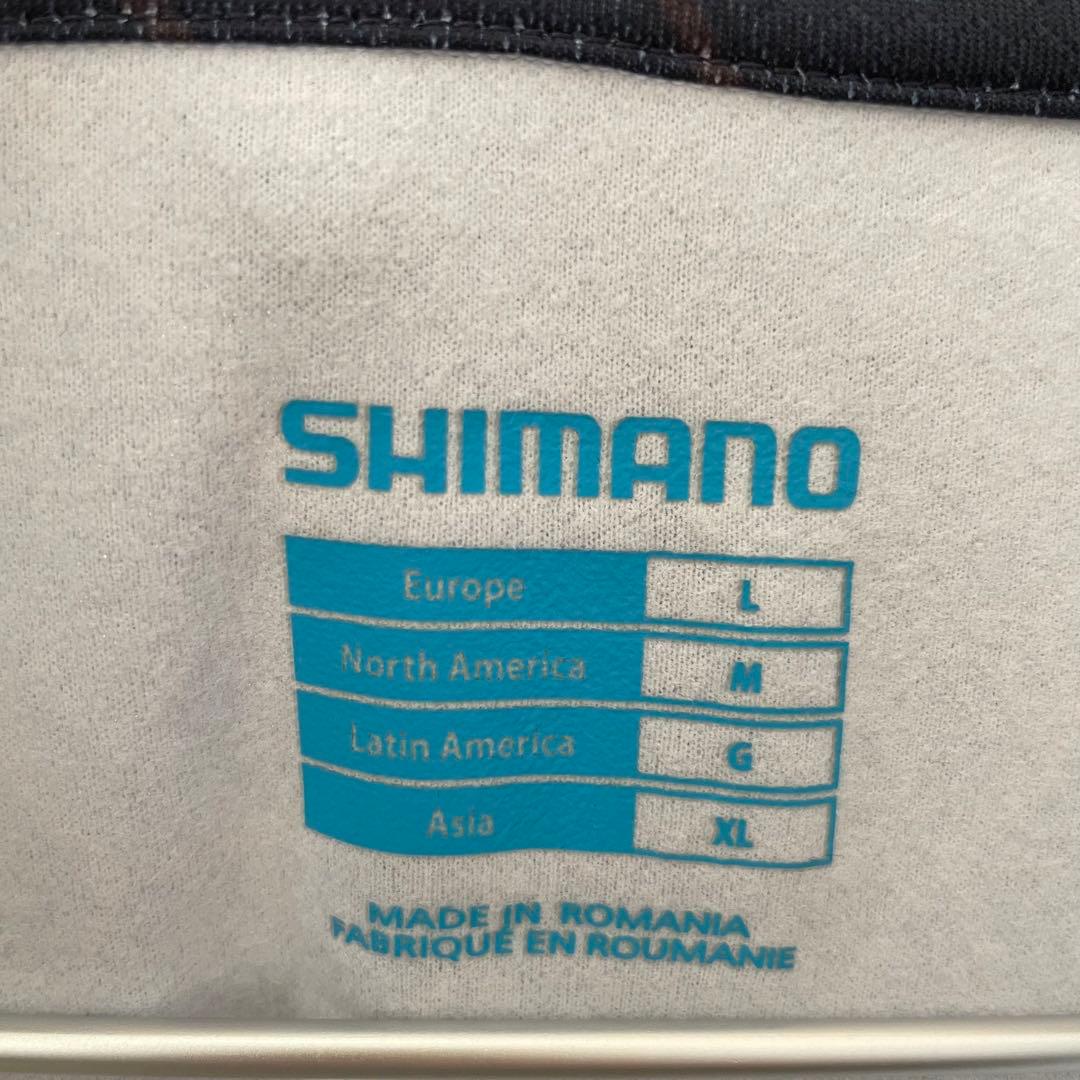 SHIMANO
Europe L
North America M
Latin America G
Asia XL
MADE IN ROMANIA
FABRIQUÉ EN ROUMANIE